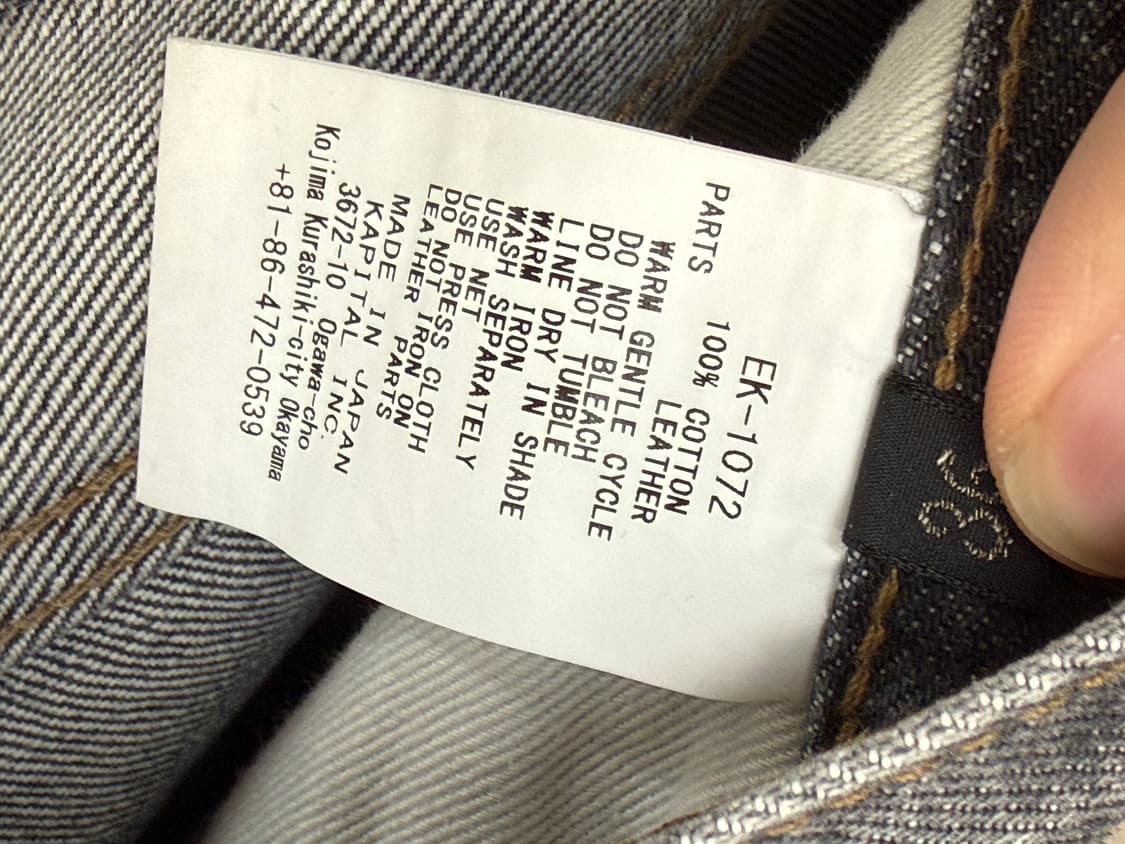 EK-1072
100% COTTON
PARTS LEATHER
WARM GENTLE CYCLE
DO NOT BLEACH
DO NOT TUMBLE
LINE DRY IN SHADE
WARM IRON
WASH SEPARATELY
USE NET
USE PRESS CLOTH
DO NOT IRON ON
LEATHER PARTS
MADE IN JAPAN
KAPITAL INC.
3672-10 Ogawa-cho
Kojima Kurashiki-city Okayama
+81-86-472-0539
38